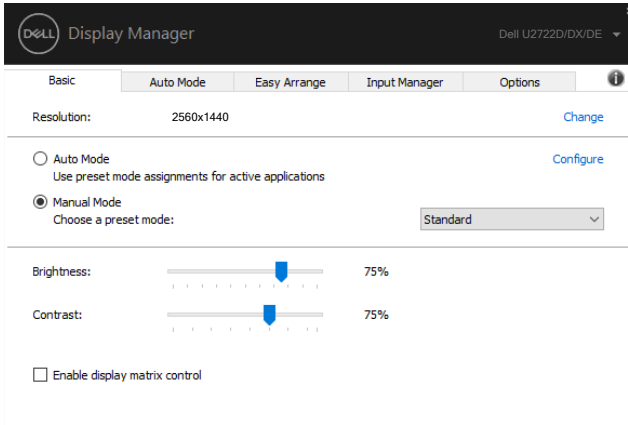 DELL Display Manager Dell U2722D/DX/DE
Basic Auto Mode Easy Arrange Input Manager Options i
Resolution: 2560x1440 Change
Auto Mode Configure
Use preset mode assignments for active applications
Manual Mode
Choose a preset mode: Standard
Brightness: 75%
Contrast: 75%
Enable display matrix control